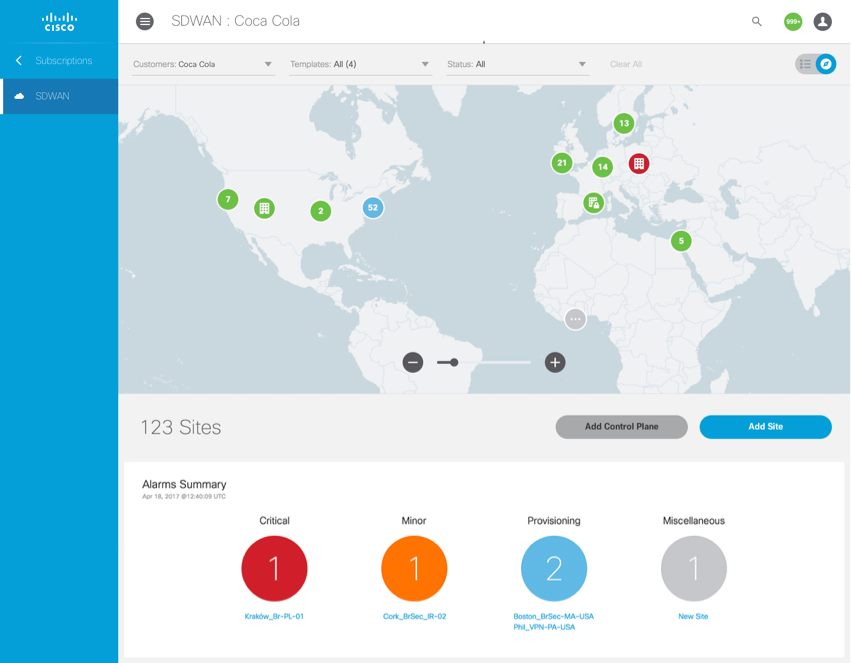 CISCO
SDWAN : Coca Cola
999+
Subscriptions
SDWAN
Customers: Coca Cola
Templates: All (4)
Status: All
Clear All
13
21
14
7
2
52
5
123 Sites
Add Control Plane
Add Site
Alarms Summary
Apr 18, 2017 @12:40:09 UTC
Critical
Minor
Provisioning
Miscellaneous
1
1
2
1
Kraków_Br-PL-01
Cork_BrSec_IR-02
Boston_BrSec-MA-USA
Phil_VPN-PA-USA
New Site